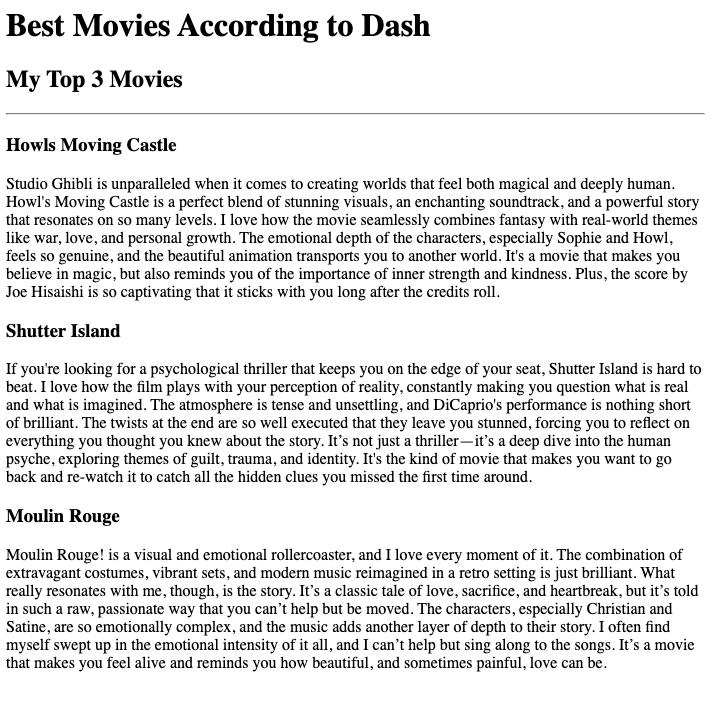 Best Movies According to Dash
My Top 3 Movies
Howls Moving Castle
Studio Ghibli is unparalleled when it comes to creating worlds that feel both magical and deeply human.
Howl's Moving Castle is a perfect blend of stunning visuals, an enchanting soundtrack, and a powerful story
that resonates on so many levels. I love how the movie seamlessly combines fantasy with real-world themes
like war, love, and personal growth. The emotional depth of the characters, especially Sophie and Howl,
feels so genuine, and the beautiful animation transports you to another world. It's a movie that makes you
believe in magic, but also reminds you of the importance of inner strength and kindness. Plus, the score by
Joe Hisaishi is so captivating that it sticks with you long after the credits roll.
Shutter Island
If you're looking for a psychological thriller that keeps you on the edge of your seat, Shutter Island is hard to
beat. I love how the film plays with your perception of reality, constantly making you question what is real
and what is imagined. The atmosphere is tense and unsettling, and DiCaprio's performance is nothing short
of brilliant. The twists at the end are so well executed that they leave you stunned, forcing you to reflect on
everything you thought you knew about the story. It’s not just a thriller—it’s a deep dive into the human
psyche, exploring themes of guilt, trauma, and identity. It's the kind of movie that makes you want to go
back and re-watch it to catch all the hidden clues you missed the first time around.
Moulin Rouge
Moulin Rouge! is a visual and emotional rollercoaster, and I love every moment of it. The combination of
extravagant costumes, vibrant sets, and modern music reimagined in a retro setting is just brilliant. What
really resonates with me, though, is the story. It’s a classic tale of love, sacrifice, and heartbreak, but it’s told
in such a raw, passionate way that you can’t help but be moved. The characters, especially Christian and
Satine, are so emotionally complex, and the music adds another layer of depth to their story. I often find
myself swept up in the emotional intensity of it all, and I can’t help but sing along to the songs. It’s a movie
that makes you feel alive and reminds you how beautiful, and sometimes painful, love can be.